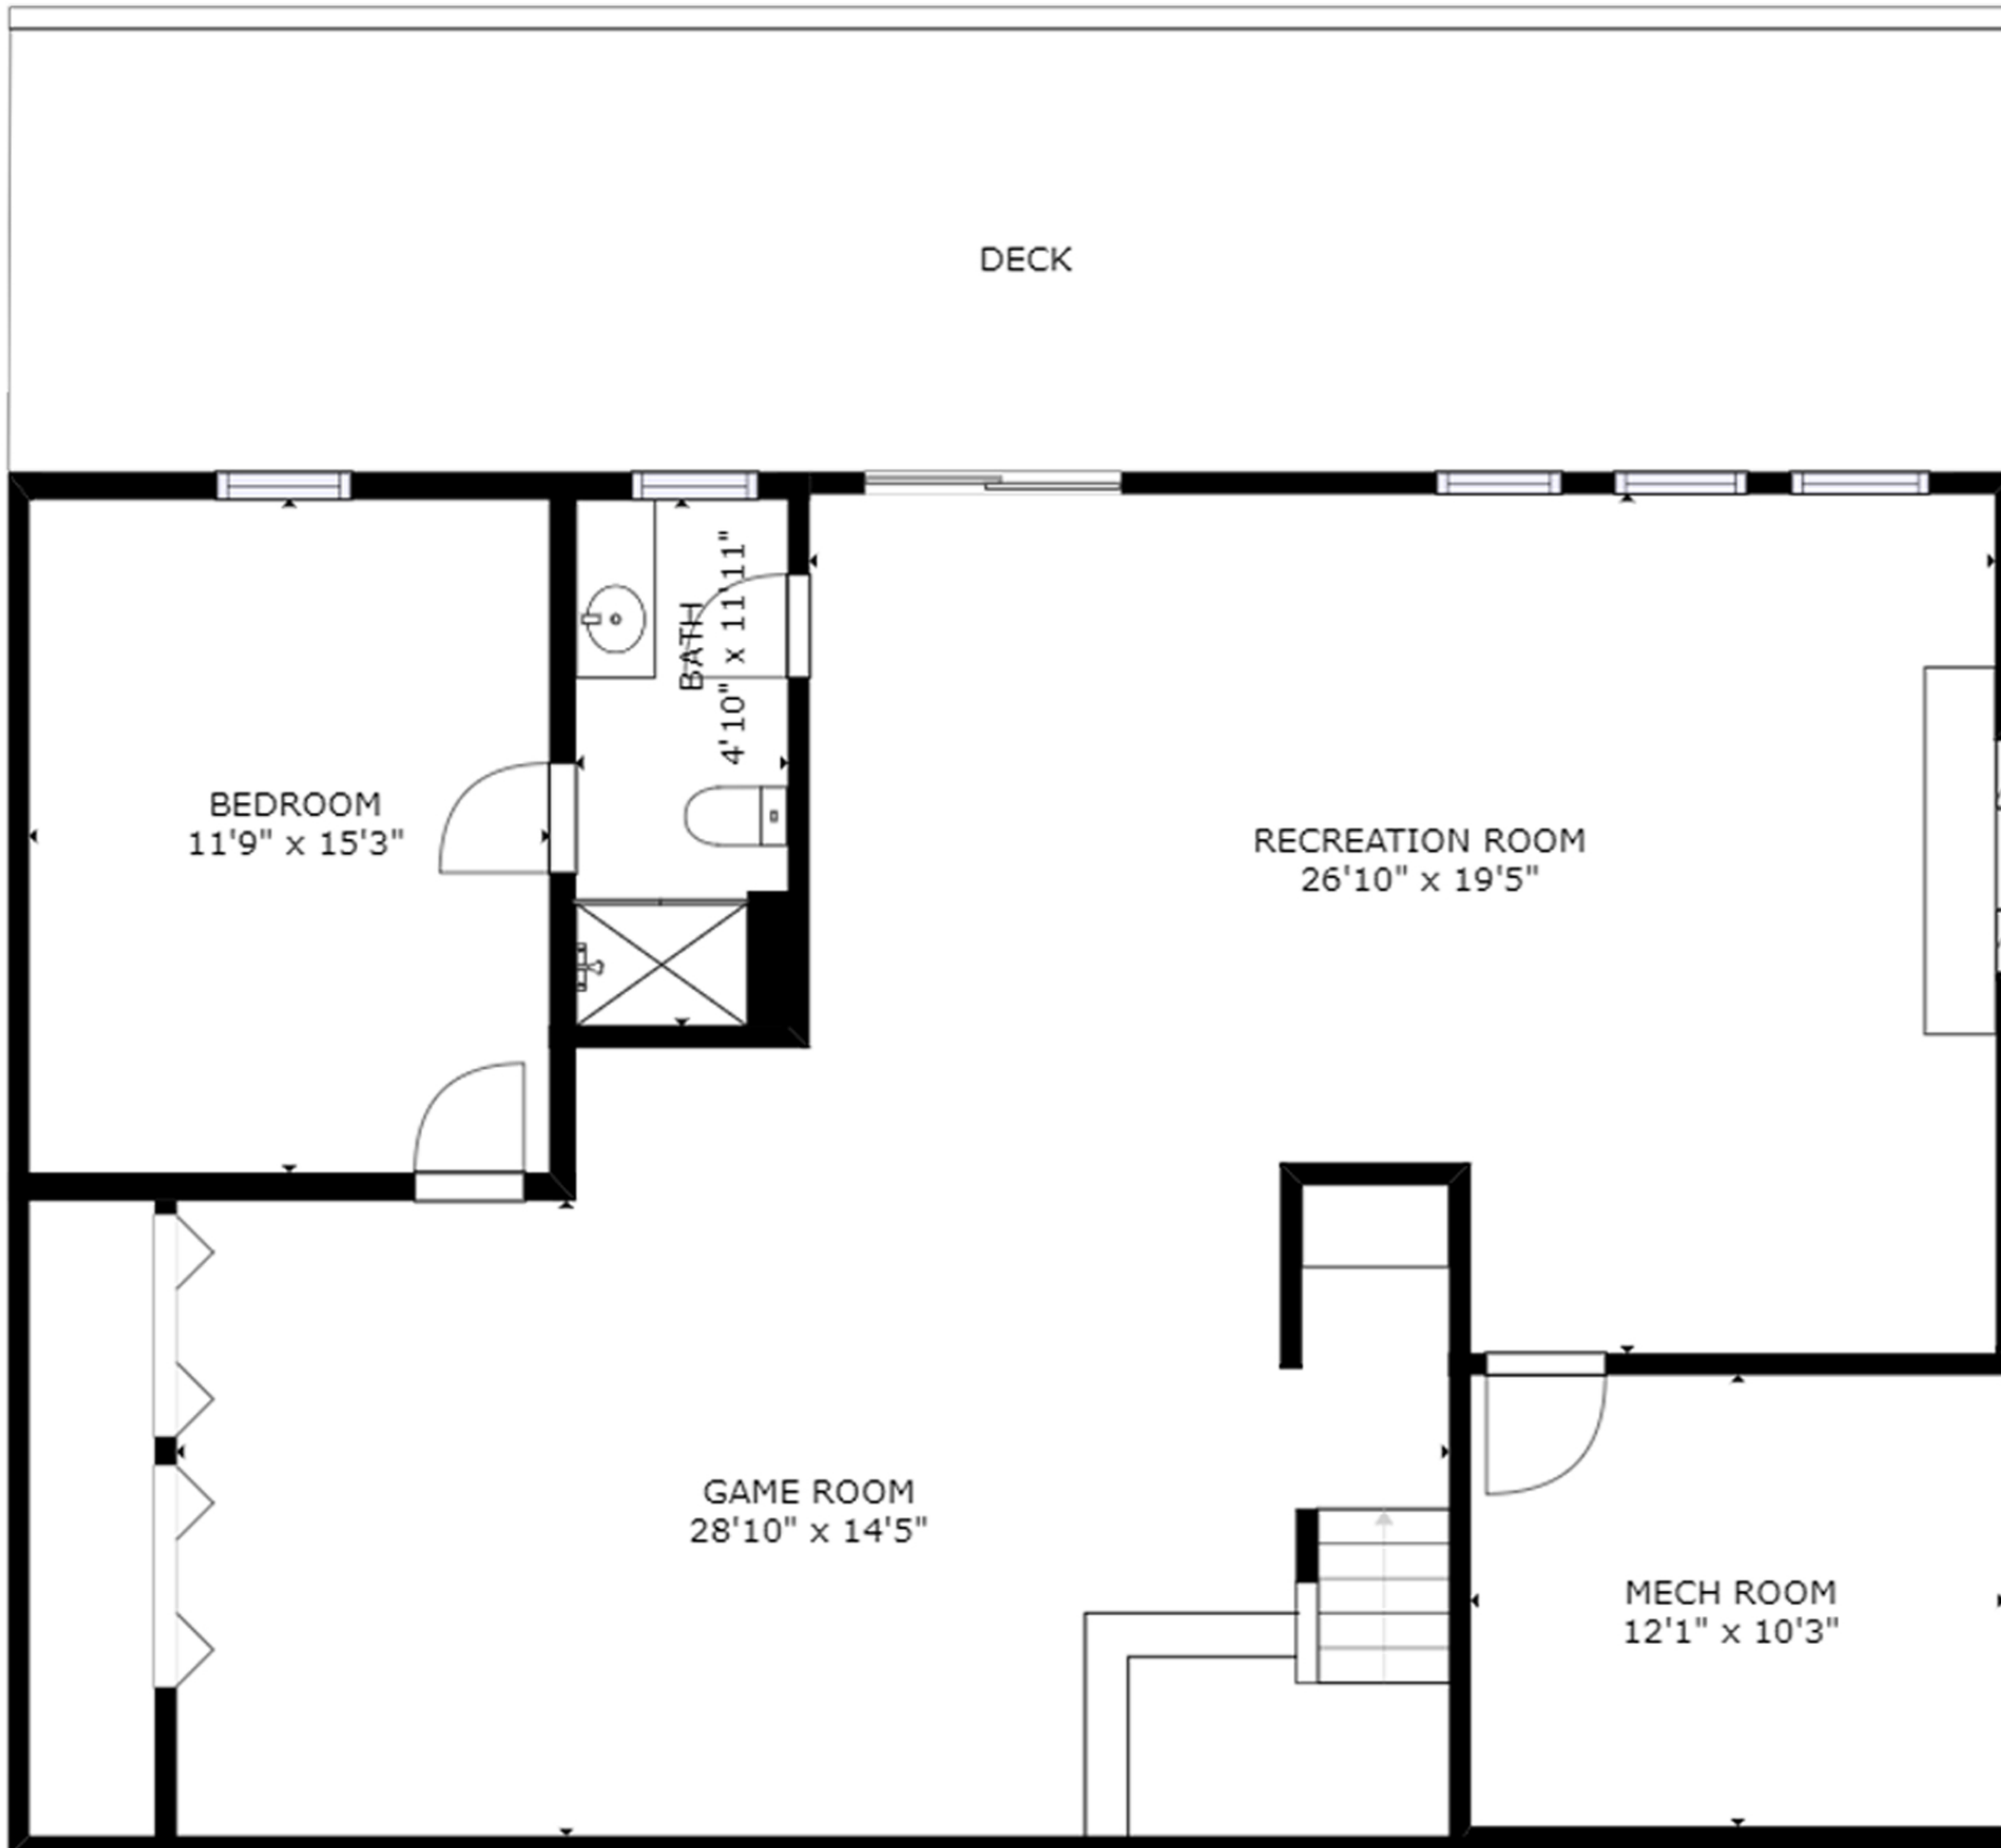 DECK
BATH
4'10" x 11'11"
BEDROOM
11'9" x 15'3"
RECREATION ROOM
26'10" x 19'5"
GAME ROOM
28'10" x 14'5"
MECH ROOM
12'1" x 10'3"